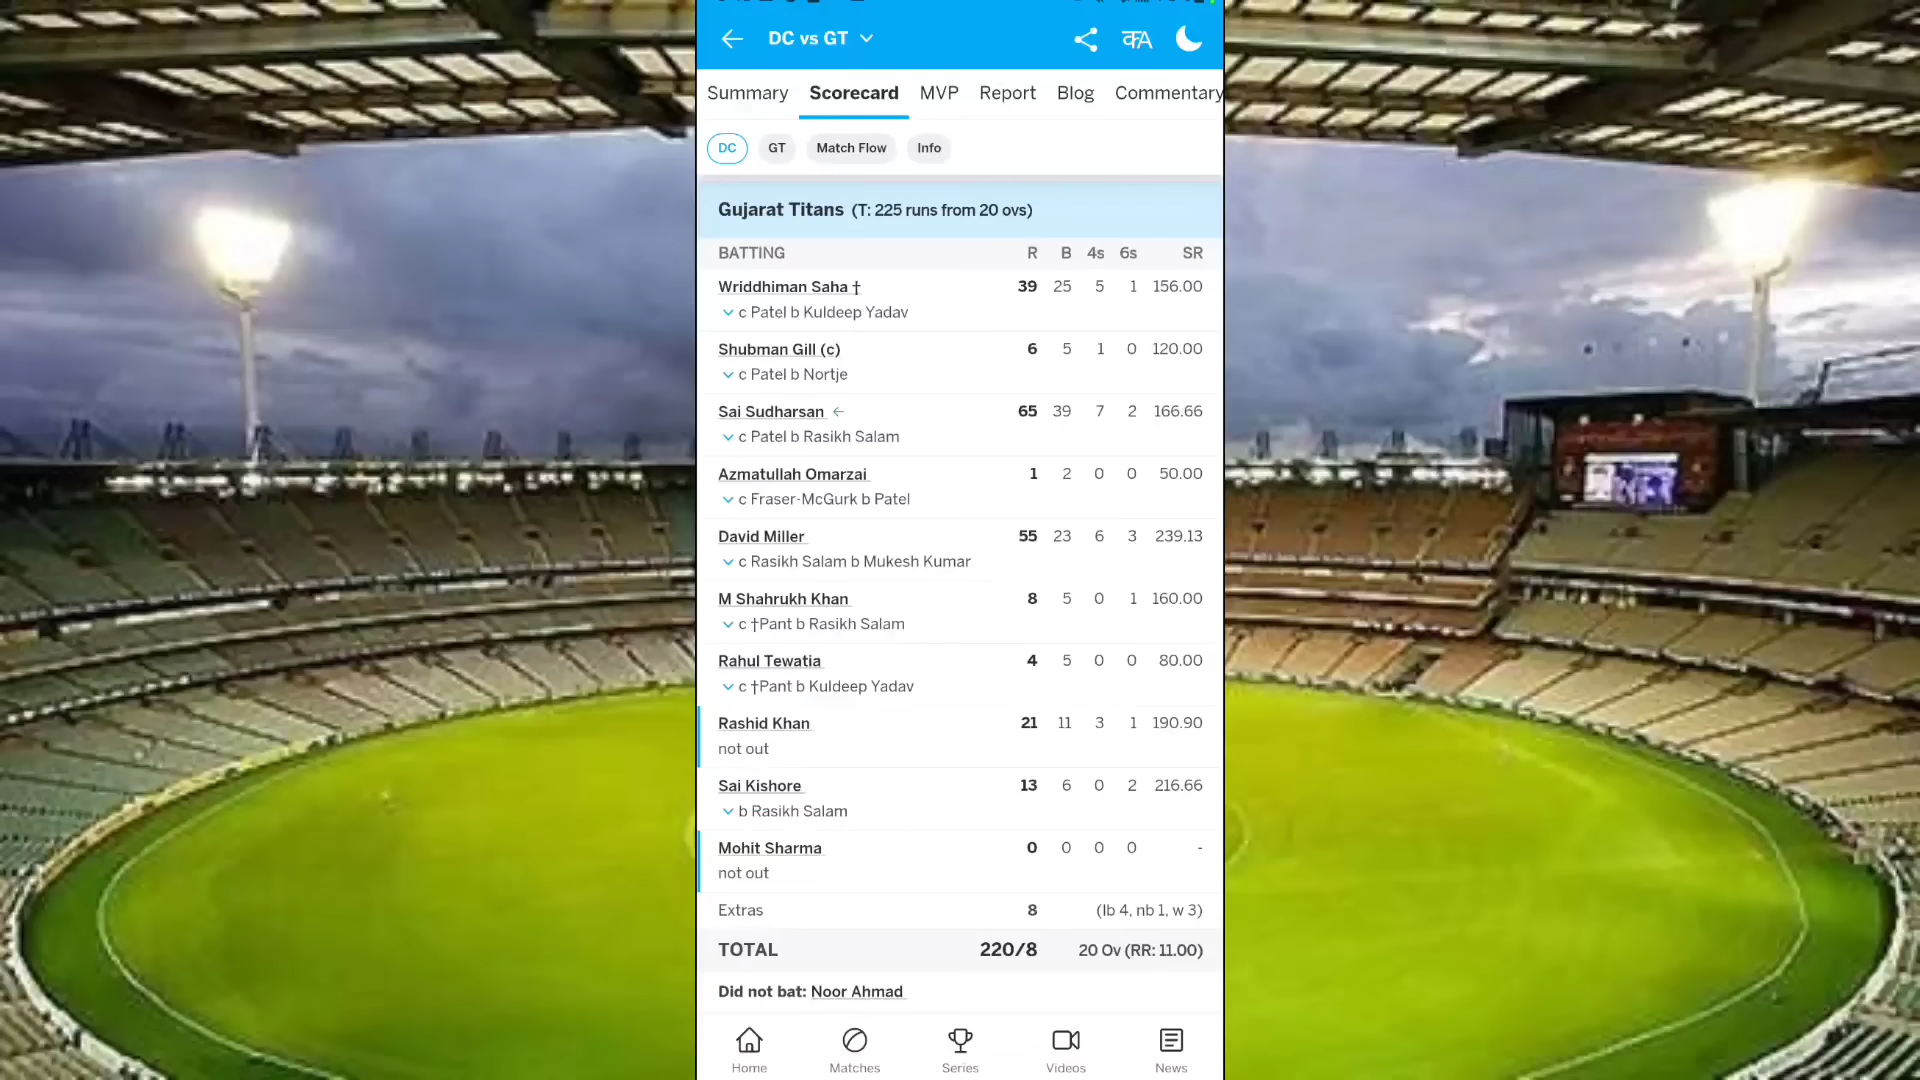 DC vs GT
Summary Scorecard MVP Report Blog Commentary
DC GT Match Flow Info
Gujarat Titans (T: 225 runs from 20 ovs)
BATTING R B 4s 6s SR
Wriddhiman Saha † 39 25 5 1 156.00
c Patel b Kuldeep Yadav
Shubman Gill (c) 6 5 1 0 120.00
c Patel b Nortje
Sai Sudharsan ← 65 39 7 2 166.66
c Patel b Rasikh Salam
Azmatullah Omarzai 1 2 0 0 50.00
c Fraser-McGurk b Patel
David Miller 55 23 6 3 239.13
c Rasikh Salam b Mukesh Kumar
M Shahrukh Khan 8 5 0 1 160.00
c †Pant b Rasikh Salam
Rahul Tewatia 4 5 0 0 80.00
c †Pant b Kuldeep Yadav
Rashid Khan 21 11 3 1 190.90
not out
Sai Kishore 13 6 0 2 216.66
b Rasikh Salam
Mohit Sharma 0 0 0 0 -
not out
Extras 8 (lb 4, nb 1, w 3)
TOTAL 220/8 20 Ov (RR: 11.00)
Did not bat: Noor Ahmad
Home Matches Series Videos News